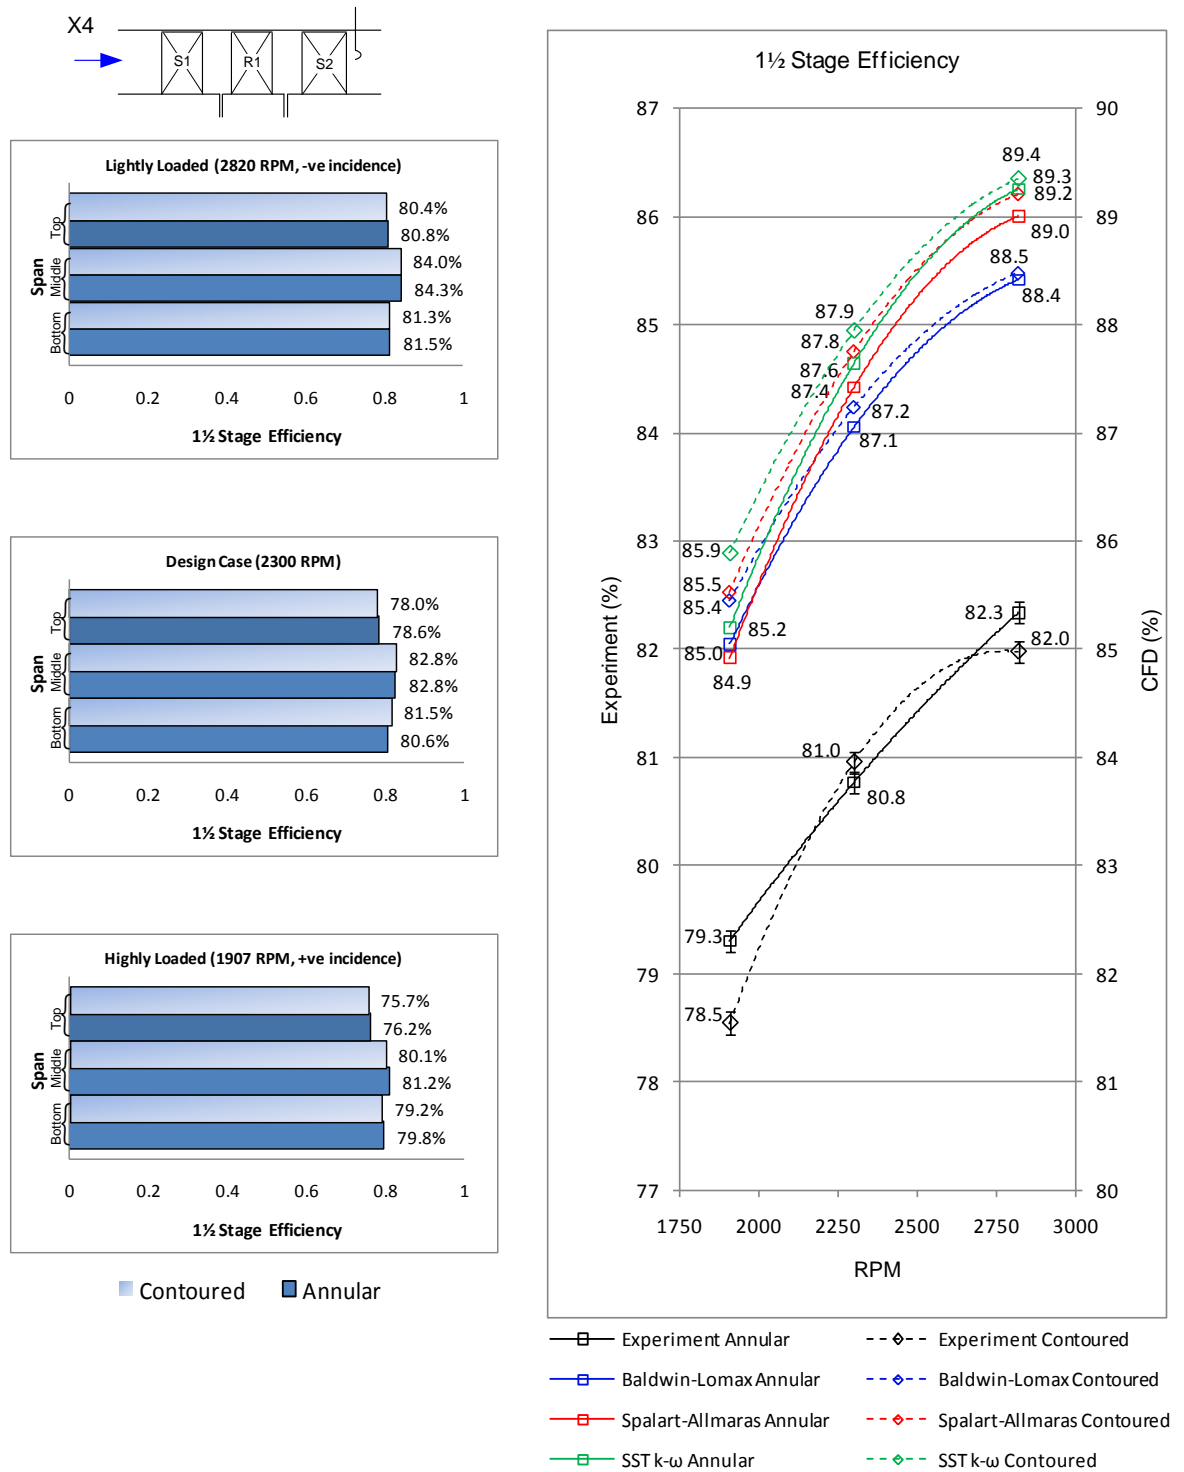 X4
S1 R1 S2
Lightly Loaded (2820 RPM, -ve incidence)
Span
Top
Middle
Bottom
80.4%
80.8%
84.0%
84.3%
81.3%
81.5%
0 0.2 0.4 0.6 0.8 1
1½ Stage Efficiency
Design Case (2300 RPM)
Span
Top
Middle
Bottom
78.0%
78.6%
82.8%
82.8%
81.5%
80.6%
0 0.2 0.4 0.6 0.8 1
1½ Stage Efficiency
Highly Loaded (1907 RPM, +ve incidence)
Span
Top
Middle
Bottom
75.7%
76.2%
80.1%
81.2%
79.2%
79.8%
0 0.2 0.4 0.6 0.8 1
1½ Stage Efficiency
Contoured Annular
1½ Stage Efficiency
Experiment (%)
87
86
85
84
83
82
81
80
79
78
77
CFD (%)
90
89
88
87
86
85
84
83
82
81
80
89.4
89.3
89.2
89.0
88.5
88.4
87.9
87.8
87.6
87.4
87.2
87.1
85.9
85.5
85.4
85.2
85.0
84.9
82.3
82.0
81.0
80.8
79.3
78.5
1750 2000 2250 2500 2750 3000
RPM
Experiment Annular Experiment Contoured
Baldwin-Lomax Annular Baldwin-Lomax Contoured
Spalart-Allmaras Annular Spalart-Allmaras Contoured
SST k-ω Annular SST k-ω Contoured